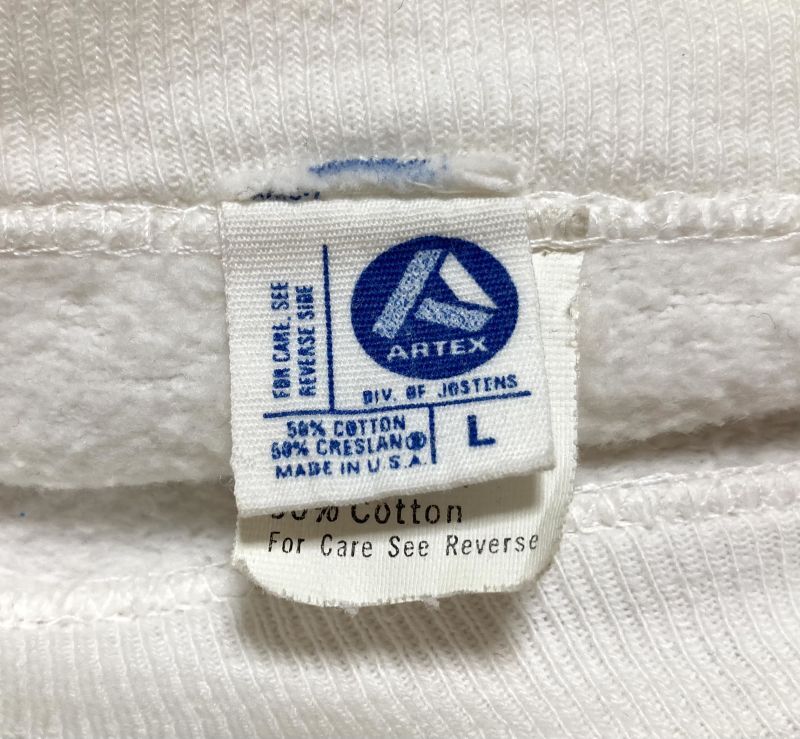 FOR CARE, SEE
REVERSE SIDE
ARTEX
DIV. OF JOSTENS
50% COTTON
50% CRESLAN®
MADE IN U.S.A.
L
50% Cotton
For Care See Reverse